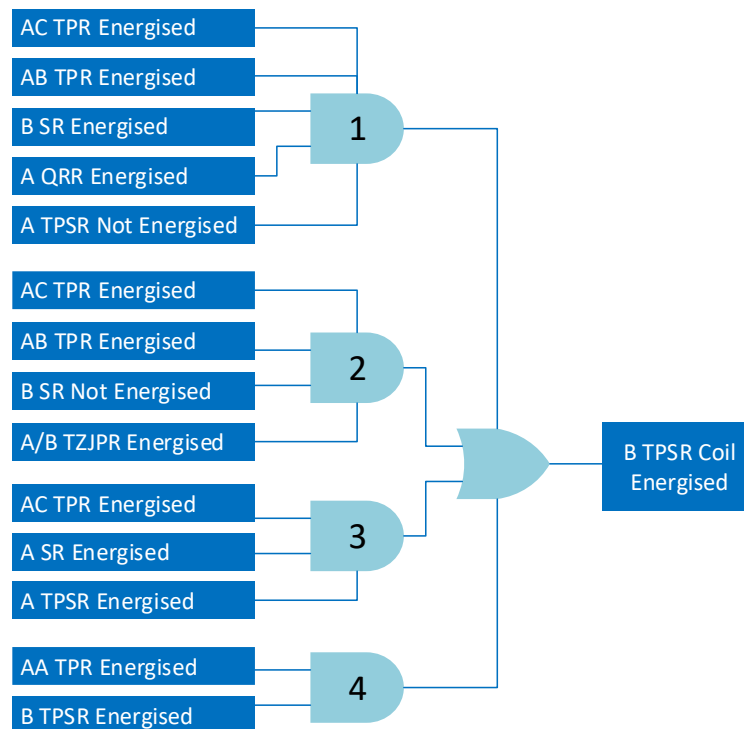 AC TPR Energised
AB TPR Energised
B SR Energised
A QRR Energised
A TPSR Not Energised
1
AC TPR Energised
AB TPR Energised
B SR Not Energised
A/B TZJPR Energised
2
AC TPR Energised
A SR Energised
A TPSR Energised
3
AA TPR Energised
B TPSR Energised
4
B TPSR Coil
Energised